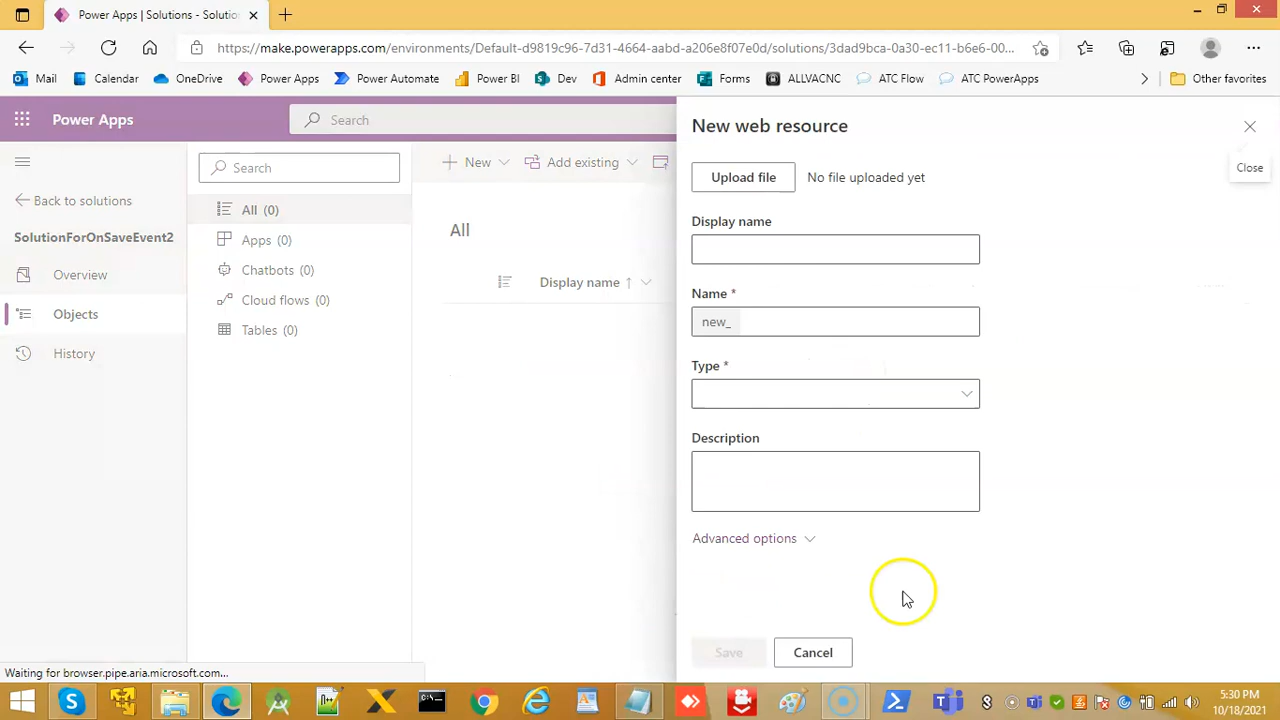 Power Apps | Solutions - Solutio
https://make.powerapps.com/environments/Default-d9819c96-7d31-4664-aabd-a206ebf07e0d/solutions/3dad9bca-0a30-ec11-b6e6-00...
Mail Calendar OneDrive Power Apps Power Automate Power BI Dev Admin center Forms ALLVACNC ATC Flow ATC PowerApps Other favorites
Power Apps
Search
New web resource
Close
Upload file No file uploaded yet
Display name
Name *
new_
Type *
Description
Advanced options
Save Cancel
Back to solutions
SolutionForOnSaveEvent2
Overview
Objects
History
Search
All (0)
Apps (0)
Chatbots (0)
Cloud flows (0)
Tables (0)
New Add existing
All
Display name ↑
Waiting for browser.pipe.aria.microsoft.com...
5:30 PM
10/18/2021